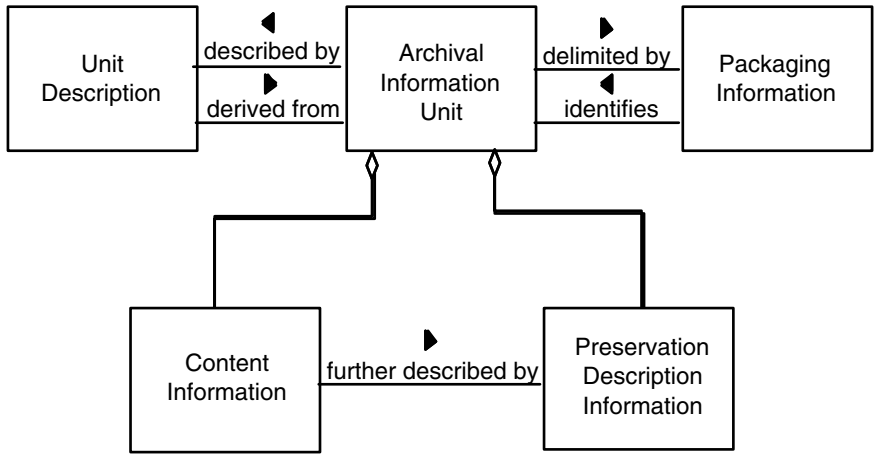 Unit
Description
described by
derived from
Archival
Information
Unit
delimited by
identifies
Packaging
Information
Content
Information
further described by
Preservation
Description
Information